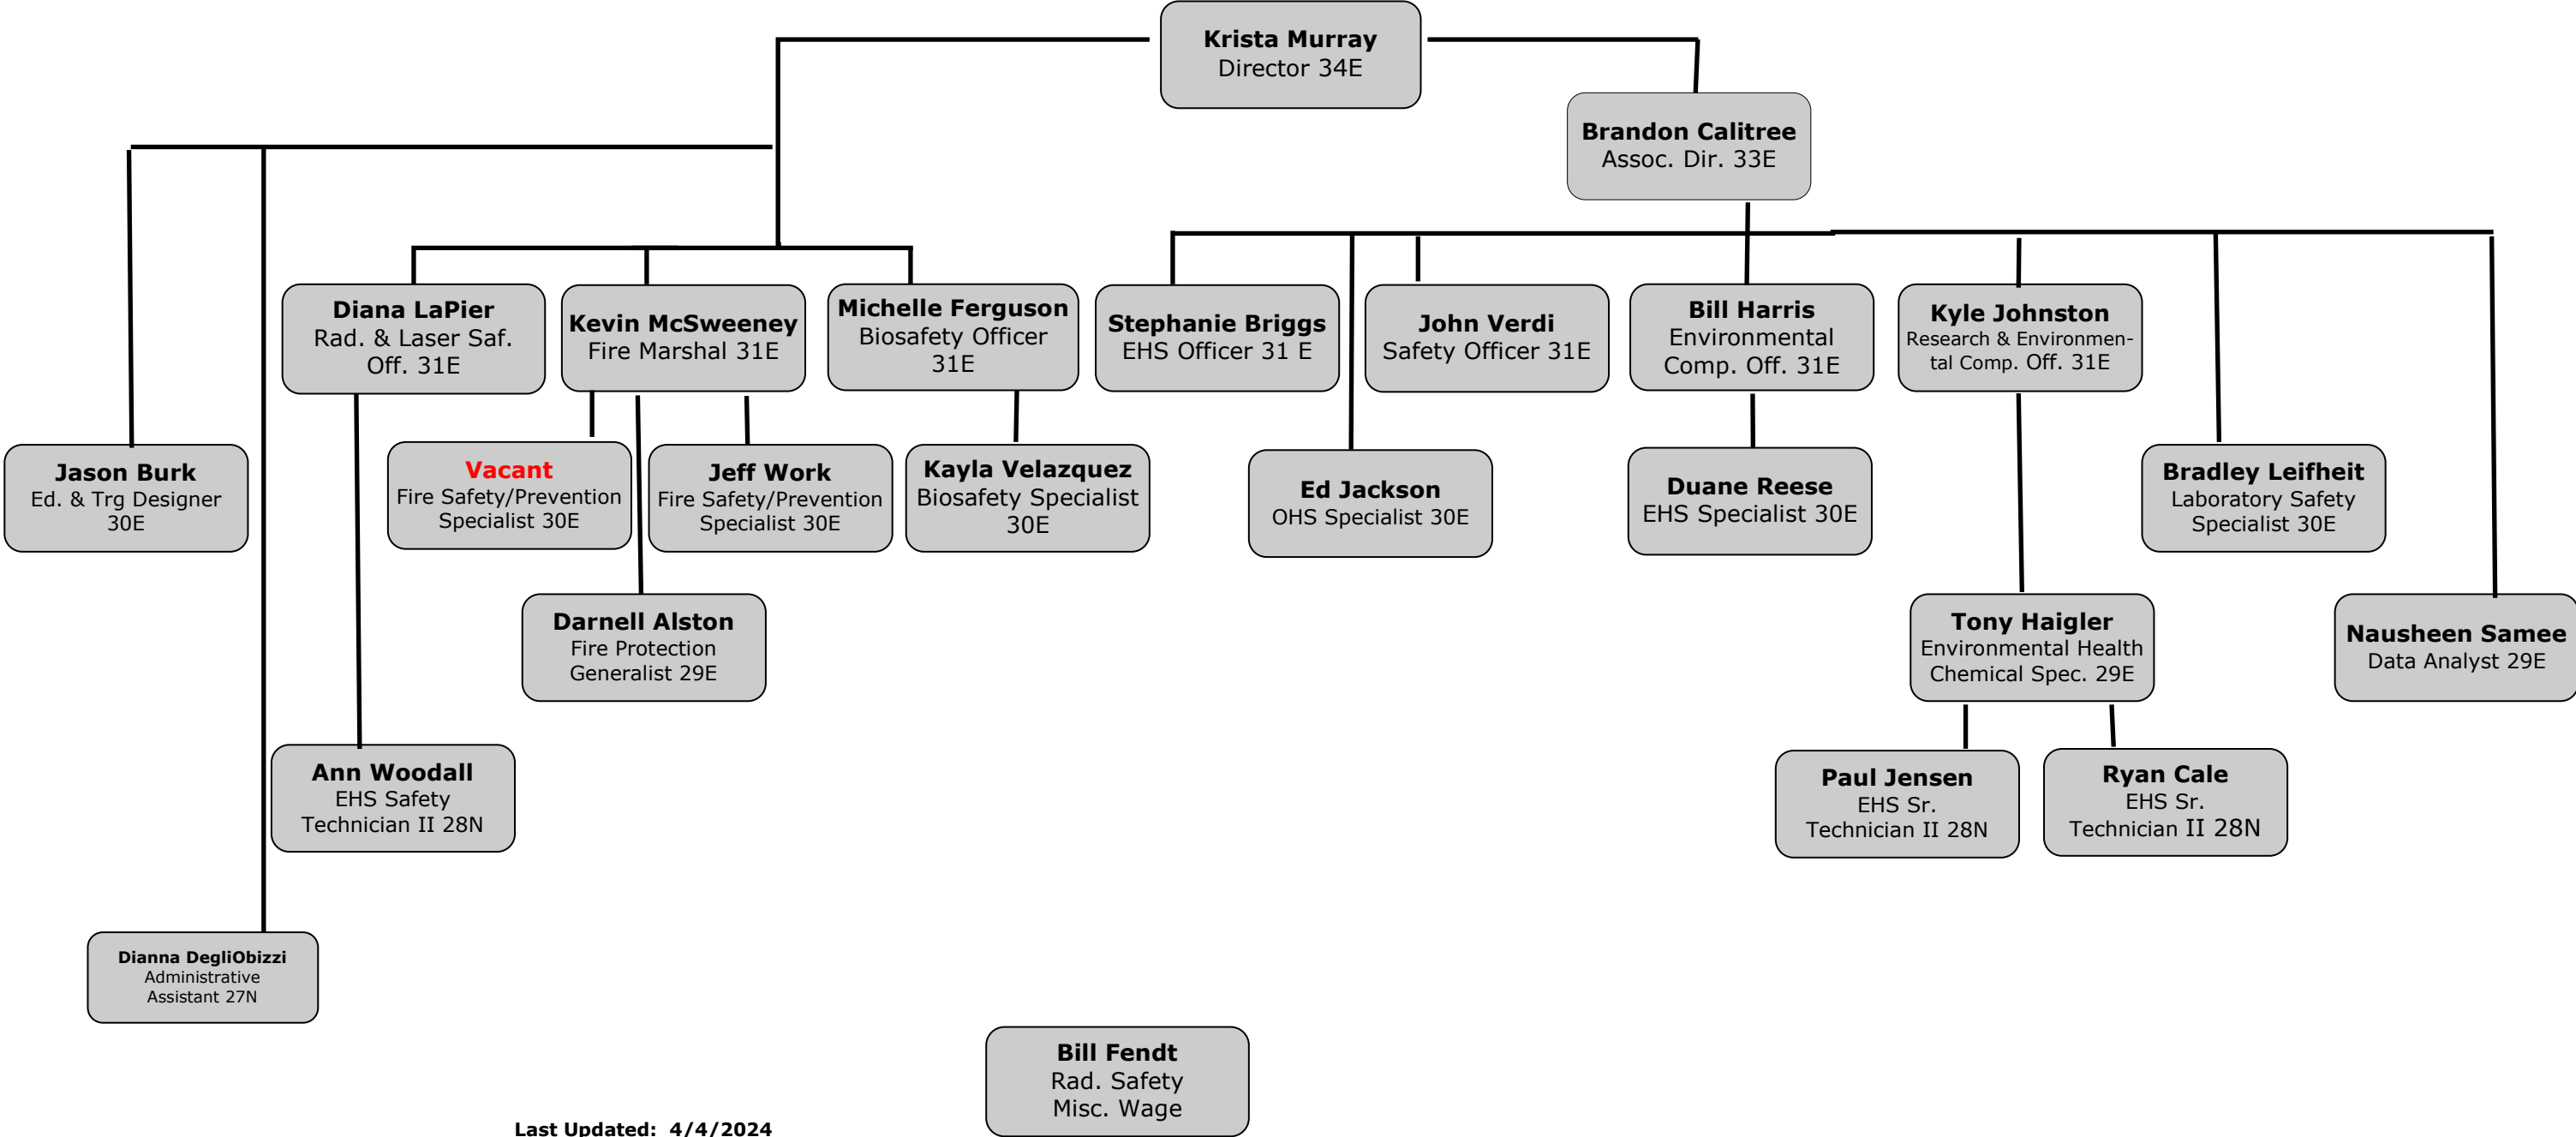 Krista Murray
Director 34E
Brandon Calitree
Assoc. Dir. 33E
Diana LaPier
Rad. & Laser Saf.
Off. 31E
Kevin McSweeney
Fire Marshal 31E
Michelle Ferguson
Biosafety Officer
31E
Stephanie Briggs
EHS Officer 31 E
John Verdi
Safety Officer 31E
Bill Harris
Environmental
Comp. Off. 31E
Kyle Johnston
Research & Environmen-
tal Comp. Off. 31E
Jason Burk
Ed. & Trg Designer
30E
Vacant
Fire Safety/Prevention
Specialist 30E
Jeff Work
Fire Safety/Prevention
Specialist 30E
Kayla Velazquez
Biosafety Specialist
30E
Ed Jackson
OHS Specialist 30E
Duane Reese
EHS Specialist 30E
Bradley Leifheit
Laboratory Safety
Specialist 30E
Darnell Alston
Fire Protection
Generalist 29E
Tony Haigler
Environmental Health
Chemical Spec. 29E
Nausheen Samee
Data Analyst 29E
Ann Woodall
EHS Safety
Technician II 28N
Paul Jensen
EHS Sr.
Technician II 28N
Ryan Cale
EHS Sr.
Technician II 28N
Dianna DegliObizzi
Administrative
Assistant 27N
Bill Fendt
Rad. Safety
Misc. Wage
Last Updated: 4/4/2024